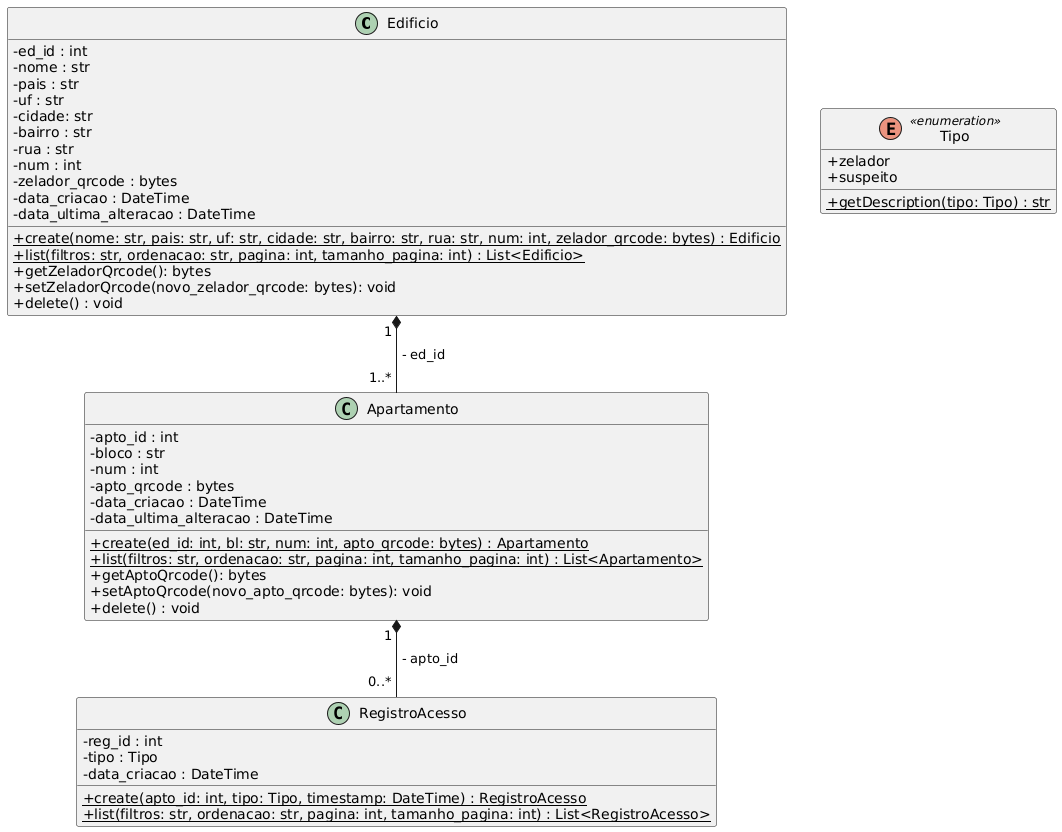 C Edificio
-ed_id : int
-nome : str
-pais : str
-uf : str
-cidade: str
-bairro : str
-rua : str
-num : int
-zelador_qrcode : bytes
-data_criacao : DateTime
-data_ultima_alteracao : DateTime
+create(nome: str, pais: str, uf: str, cidade: str, bairro: str, rua: str, num: int, zelador_qrcode: bytes) : Edificio
+list(filtros: str, ordenacao: str, pagina: int, tamanho_pagina: int) : List<Edificio>
+getZeladorQrcode(): bytes
+setZeladorQrcode(novo_zelador_qrcode: bytes): void
+delete() : void
E «enumeration»
Tipo
+zelador
+suspeito
+getDescription(tipo: Tipo) : str
1
- ed_id
1..*
C Apartamento
-apto_id : int
-bloco : str
-num : int
-apto_qrcode : bytes
-data_criacao : DateTime
-data_ultima_alteracao : DateTime
+create(ed_id: int, bl: str, num: int, apto_qrcode: bytes) : Apartamento
+list(filtros: str, ordenacao: str, pagina: int, tamanho_pagina: int) : List<Apartamento>
+getAptoQrcode(): bytes
+setAptoQrcode(novo_apto_qrcode: bytes): void
+delete() : void
1
- apto_id
0..*
C RegistroAcesso
-reg_id : int
-tipo : Tipo
-data_criacao : DateTime
+create(apto_id: int, tipo: Tipo, timestamp: DateTime) : RegistroAcesso
+list(filtros: str, ordenacao: str, pagina: int, tamanho_pagina: int) : List<RegistroAcesso>